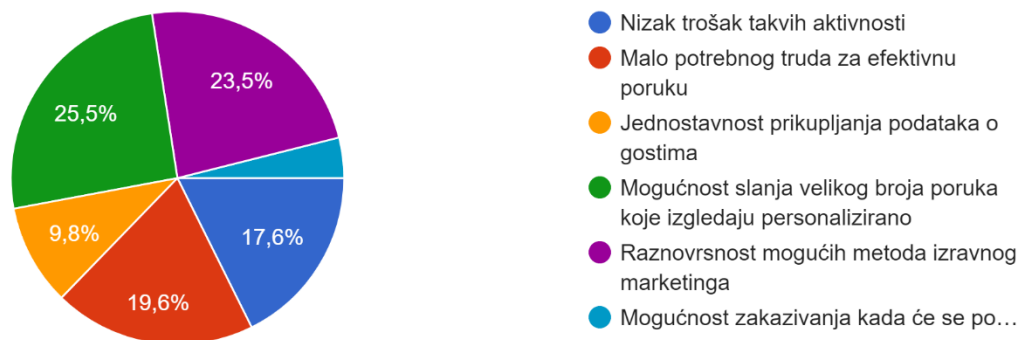 23,5%
25,5%
9,8%
17,6%
19,6%
Nizak trošak takvih aktivnosti
Malo potrebnog truda za efektivnu
poruku
Jednostavnost prikupljanja podataka o
gostima
Mogućnost slanja velikog broja poruka
koje izgledaju personalizirano
Raznovrsnost mogućih metoda izravnog
marketinga
Mogućnost zakazivanja kada će se po…